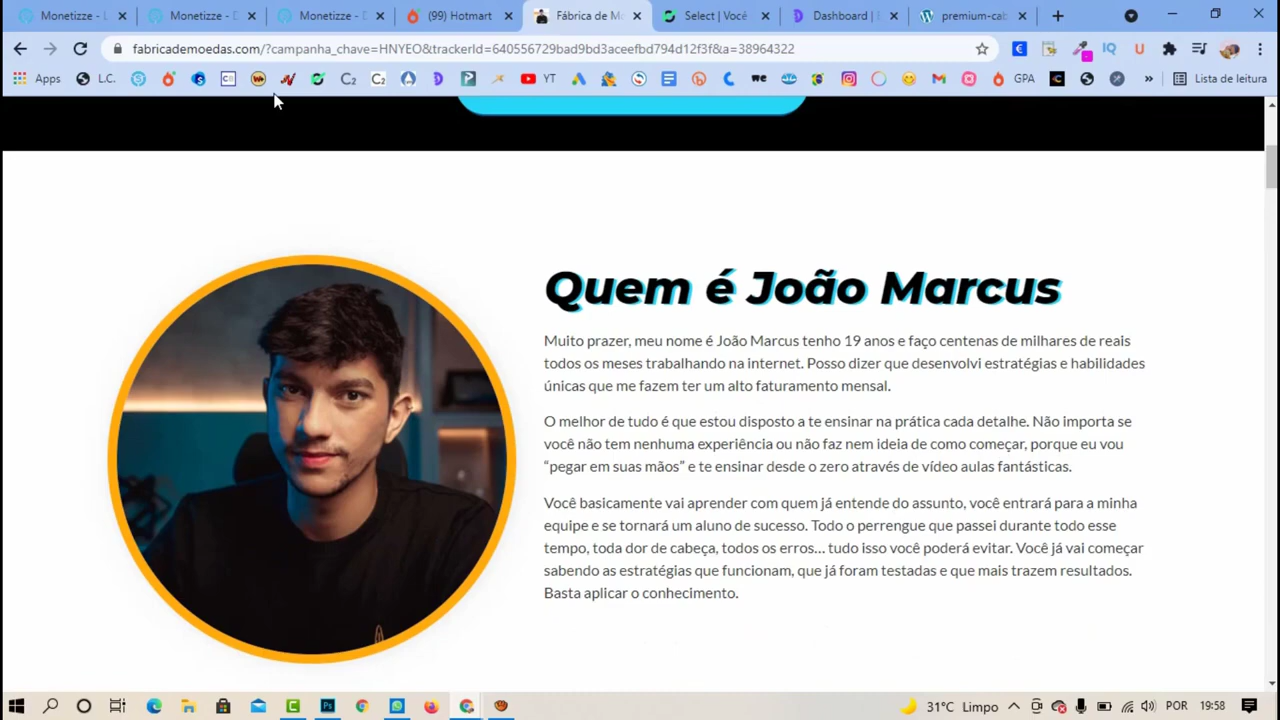 Monetizze - L
Monetizze - D
Monetizze - D
(99) Hotmart
Fábrica de Mo
Select | Você
Dashboard |
premium-cab
fabricademoedas.com/?campanha_chave=HNYEO&trackerId=640556729bad9bd3aceefbd794d12f3f&a=38964322
Apps
L.C.
YT
GPA
Lista de leitura
Quem é João Marcus
Muito prazer, meu nome é João Marcus tenho 19 anos e faço centenas de milhares de reais
todos os meses trabalhando na internet. Posso dizer que desenvolvi estratégias e habilidades
únicas que me fazem ter um alto faturamento mensal.
O melhor de tudo é que estou disposto a te ensinar na prática cada detalhe. Não importa se
você não tem nenhuma experiência ou não faz nem ideia de como começar, porque eu vou
“pegar em suas mãos” e te ensinar desde o zero através de vídeo aulas fantásticas.
Você basicamente vai aprender com quem já entende do assunto, você entrará para a minha
equipe e se tornará um aluno de sucesso. Todo o perrengue que passei durante todo esse
tempo, toda dor de cabeça, todos os erros... tudo isso você poderá evitar. Você já vai começar
sabendo as estratégias que funcionam, que já foram testadas e que mais trazem resultados.
Basta aplicar o conhecimento.
31°C Limpo
POR
19:58